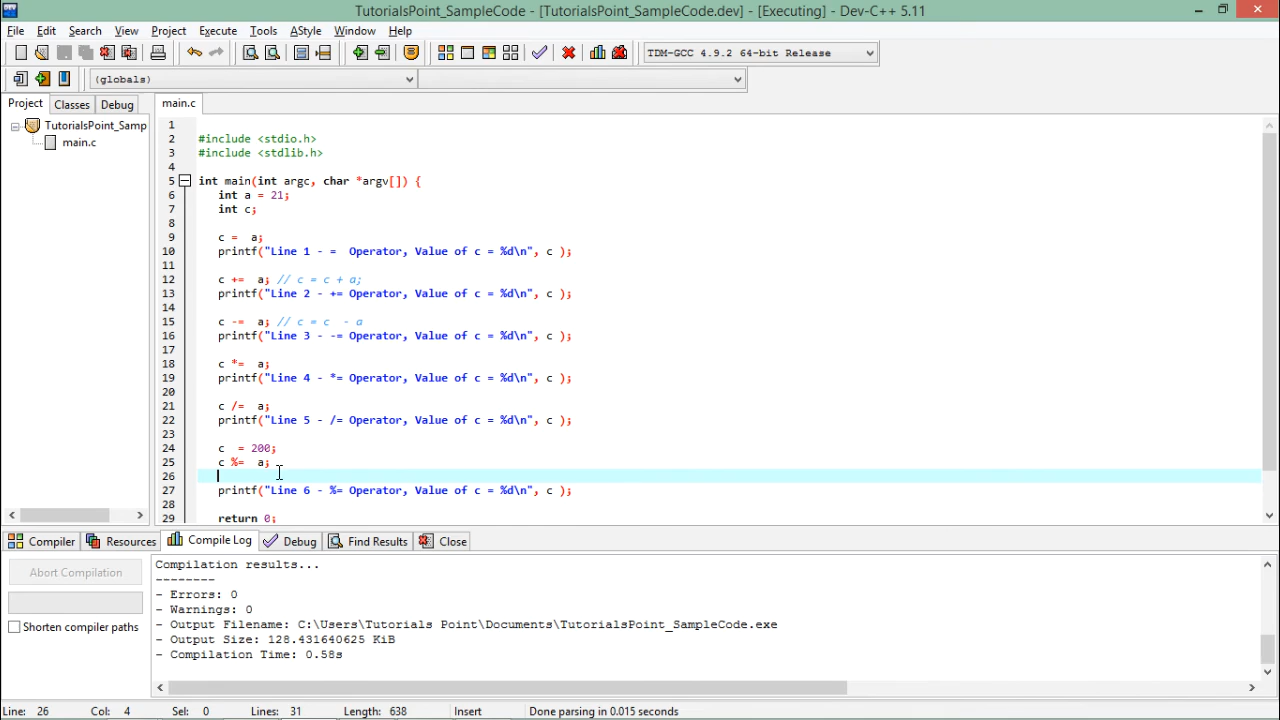 TutorialsPoint_SampleCode - [TutorialsPoint_SampleCode.dev] - [Executing] - Dev-C++ 5.11
File Edit Search View Project Execute Tools AStyle Window Help
TDM-GCC 4.9.2 64-bit Release
(globals)
Project Classes Debug
main.c
TutorialsPoint_Samp
main.c
1
2 #include <stdio.h>
3 #include <stdlib.h>
4
5 int main(int argc, char *argv[]) {
6 int a = 21;
7 int c;
8
9 c =  a;
10 printf("Line 1 - =  Operator, Value of c = %d\n", c );
11
12 c +=  a; // c = c + a;
13 printf("Line 2 - += Operator, Value of c = %d\n", c );
14
15 c -=  a; // c = c  - a
16 printf("Line 3 - -= Operator, Value of c = %d\n", c );
17
18 c *=  a;
19 printf("Line 4 - *= Operator, Value of c = %d\n", c );
20
21 c /=  a;
22 printf("Line 5 - /= Operator, Value of c = %d\n", c );
23
24 c  = 200;
25 c %=  a;
26
27 printf("Line 6 - %= Operator, Value of c = %d\n", c );
28
29 return 0;
Compiler Resources Compile Log Debug Find Results Close
Abort Compilation
Shorten compiler paths
Compilation results...
--------
- Errors: 0
- Warnings: 0
- Output Filename: C:\Users\Tutorials Point\Documents\TutorialsPoint_SampleCode.exe
- Output Size: 128.431640625 KiB
- Compilation Time: 0.58s
Line: 26 Col: 4 Sel: 0 Lines: 31 Length: 638 Insert Done parsing in 0.015 seconds